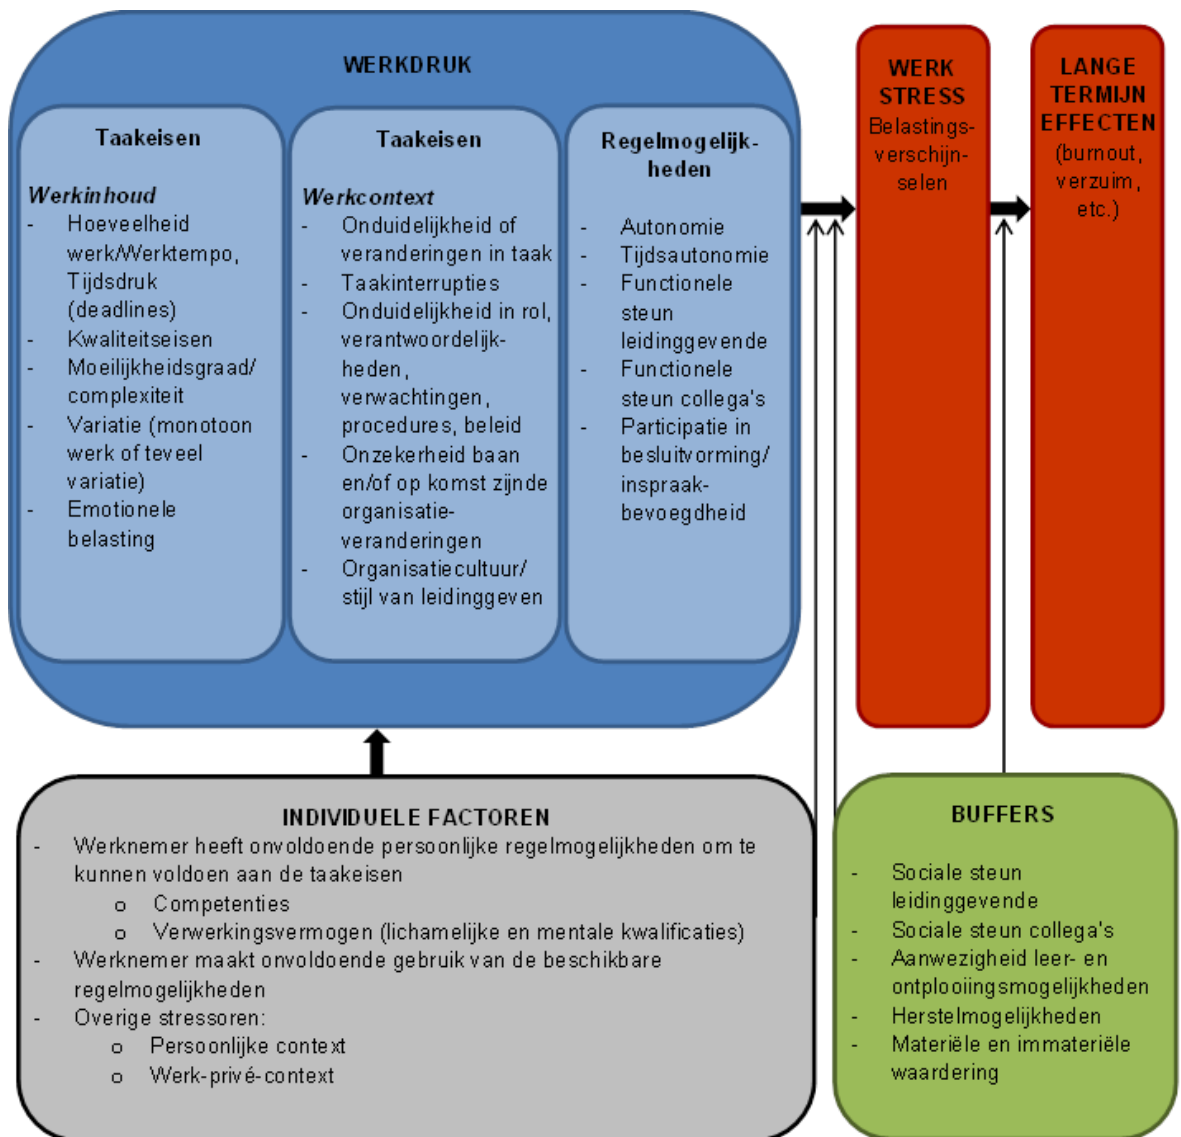 WERKDRUK
Taakeisen
Werkinhoud
- Hoeveelheid
werk/Werktempo,
Tijdsdruk
(deadlines)
- Kwaliteitseisen
- Moeilijkheidsgraad/
complexiteit
- Variatie (monotoon
werk of teveel
variatie)
- Emotionele
belasting
Taakeisen
Werkcontext
- Onduidelijkheid of
veranderingen in taak
- Taakinterrupties
- Onduidelijkheid in rol,
verantwoordelijk-
heden,
verwachtingen,
procedures, beleid
- Onzekerheid baan
en/of op komst zijnde
organisatie-
veranderingen
- Organisatiecultuur/
stijl van leidinggeven
Regelmogelijk-
heden
- Autonomie
- Tijdsautonomie
- Functionele
steun
leidinggevende
- Functionele
steun collega's
- Participatie in
besluitvorming/
inspraak-
bevoegdheid
WERK
STRESS
Belastings-
verschijn-
selen
LANGE
TERMIJN
EFFECTEN
(burnout,
verzuim,
etc.)
INDIVIDUELE FACTOREN
- Werknemer heeft onvoldoende persoonlijke regelmogelijkheden om te
kunnen voldoen aan de taakeisen
o Competenties
o Verwerkingsvermogen (lichamelijke en mentale kwalificaties)
- Werknemer maakt onvoldoende gebruik van de beschikbare
regelmogelijkheden
- Overige stressoren:
o Persoonlijke context
o Werk-privé-context
BUFFERS
- Sociale steun
leidinggevende
- Sociale steun collega's
- Aanwezigheid leer- en
ontplooiingsmogelijkheden
- Herstelmogelijkheden
- Materiële en immateriële
waardering